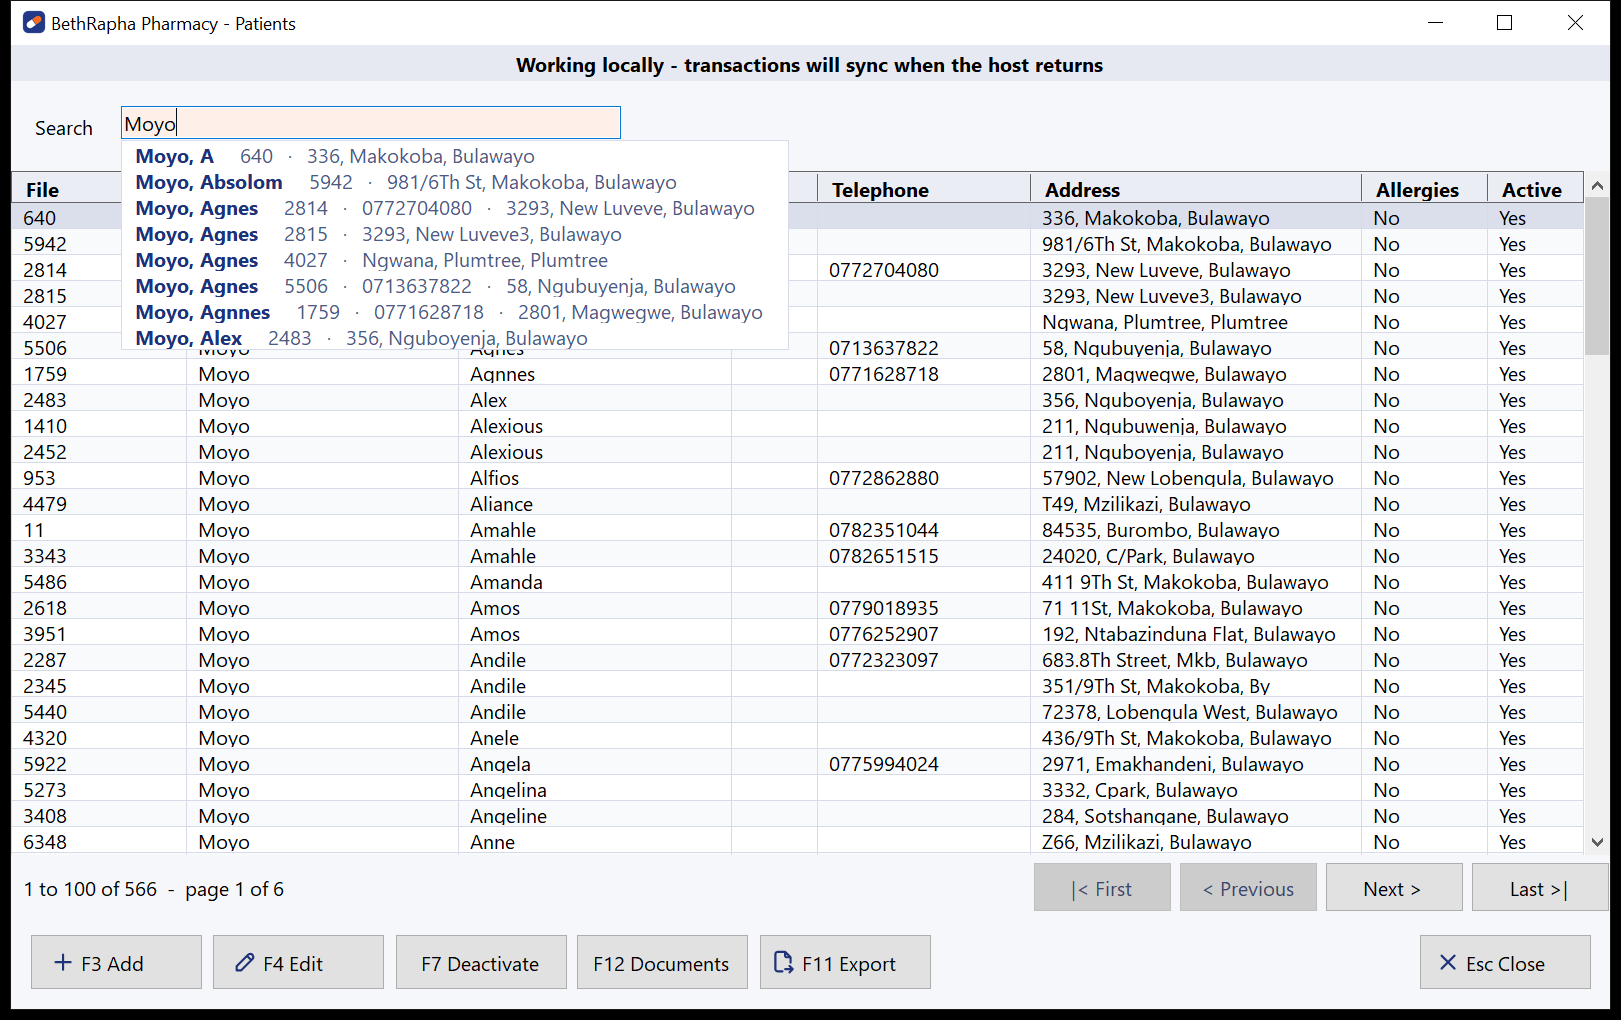 BethRapha Pharmacy - Patients
Working locally - transactions will sync when the host returns
Search Moyo
Moyo, A 640 · 336, Makokoba, Bulawayo
Moyo, Absolom 5942 · 981/6Th St, Makokoba, Bulawayo
Moyo, Agnes 2814 · 0772704080 · 3293, New Luveve, Bulawayo
Moyo, Agnes 2815 · 3293, New Luveve3, Bulawayo
Moyo, Agnes 4027 · Ngwana, Plumtree, Plumtree
Moyo, Agnes 5506 · 0713637822 · 58, Ngubuyenja, Bulawayo
Moyo, Agnnes 1759 · 0771628718 · 2801, Magwegwe, Bulawayo
Moyo, Alex 2483 · 356, Nguboyenja, Bulawayo
File Telephone Address Allergies Active
640 336, Makokoba, Bulawayo No Yes
5942 981/6Th St, Makokoba, Bulawayo No Yes
2814 0772704080 3293, New Luveve, Bulawayo No Yes
2815 3293, New Luveve3, Bulawayo No Yes
4027 Ngwana, Plumtree, Plumtree No Yes
5506 Moyo Agnes 0713637822 58, Ngubuyenja, Bulawayo No Yes
1759 Moyo Agnnes 0771628718 2801, Magwegwe, Bulawayo No Yes
2483 Moyo Alex 356, Nguboyenja, Bulawayo No Yes
1410 Moyo Alexious 211, Ngubuwenja, Bulawayo No Yes
2452 Moyo Alexious 211, Nguboyenja, Bulawayo No Yes
953 Moyo Alfios 0772862880 57902, New Lobengula, Bulawayo No Yes
4479 Moyo Aliance T49, Mzilikazi, Bulawayo No Yes
11 Moyo Amahle 0782351044 84535, Burombo, Bulawayo No Yes
3343 Moyo Amahle 0782651515 24020, C/Park, Bulawayo No Yes
5486 Moyo Amanda 411 9Th St, Makokoba, Bulawayo No Yes
2618 Moyo Amos 0779018935 71 11St, Makokoba, Bulawayo No Yes
3951 Moyo Amos 0776252907 192, Ntabazinduna Flat, Bulawayo No Yes
2287 Moyo Andile 0772323097 683.8Th Street, Mkb, Bulawayo No Yes
2345 Moyo Andile 351/9Th St, Makokoba, By No Yes
5440 Moyo Andile 72378, Lobengula West, Bulawayo No Yes
4320 Moyo Anele 436/9Th St, Makokoba, Bulawayo No Yes
5922 Moyo Angela 0775994024 2971, Emakhandeni, Bulawayo No Yes
5273 Moyo Angelina 3332, Cpark, Bulawayo No Yes
3408 Moyo Angeline 284, Sotshangane, Bulawayo No Yes
6348 Moyo Anne Z66, Mzilikazi, Bulawayo No Yes
1 to 100 of 566 - page 1 of 6 |< First < Previous Next > Last >|
F3 Add F4 Edit F7 Deactivate F12 Documents F11 Export Esc Close